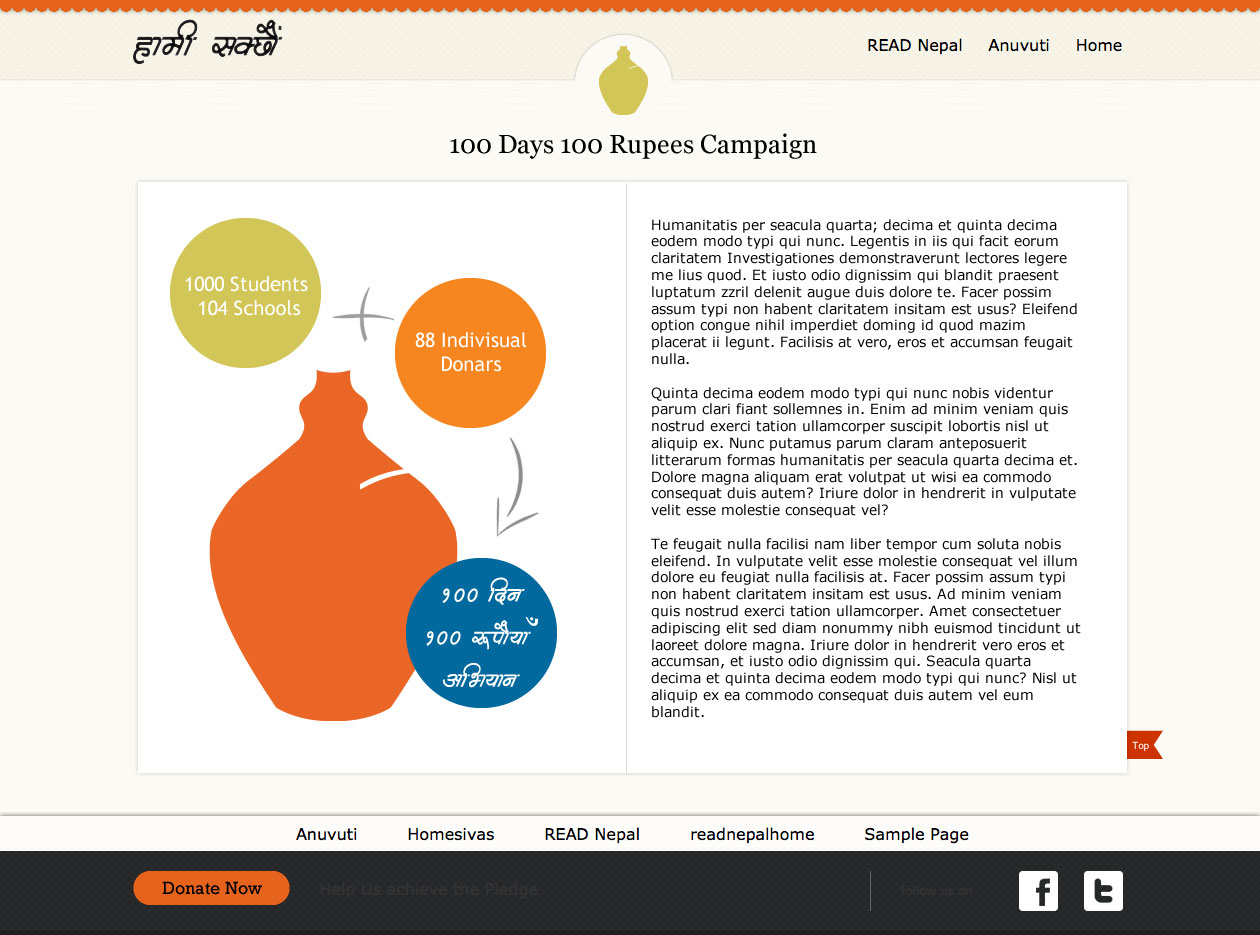 हामी सक्छौं
READ Nepal Anuvuti Home
100 Days 100 Rupees Campaign
1000 Students
104 Schools
88 Indivisual
Donars
१00 दिन
१00 रूपौयाँ
अभियान
Humanitatis per seacula quarta; decima et quinta decima
eodem modo typi qui nunc. Legentis in iis qui facit eorum
claritatem Investigationes demonstraverunt lectores legere
me lius quod. Et iusto odio dignissim qui blandit praesent
luptatum zzril delenit augue duis dolore te. Facer possim
assum typi non habent claritatem insitam est usus? Eleifend
option congue nihil imperdiet doming id quod mazim
placerat ii legunt. Facilisis at vero, eros et accumsan feugait
nulla.
Quinta decima eodem modo typi qui nunc nobis videntur
parum clari fiant sollemnes in. Enim ad minim veniam quis
nostrud exerci tation ullamcorper suscipit lobortis nisl ut
aliquip ex. Nunc putamus parum claram anteposuerit
litterarum formas humanitatis per seacula quarta decima et.
Dolore magna aliquam erat volutpat ut wisi ea commodo
consequat duis autem? Iriure dolor in hendrerit in vulputate
velit esse molestie consequat vel?
Te feugait nulla facilisi nam liber tempor cum soluta nobis
eleifend. In vulputate velit esse molestie consequat vel illum
dolore eu feugiat nulla facilisis at. Facer possim assum typi
non habent claritatem insitam est usus. Ad minim veniam
quis nostrud exerci tation ullamcorper. Amet consectetuer
adipiscing elit sed diam nonummy nibh euismod tincidunt ut
laoreet dolore magna. Iriure dolor in hendrerit vero eros et
accumsan, et iusto odio dignissim qui. Seacula quarta
decima et quinta decima eodem modo typi qui nunc? Nisl ut
aliquip ex ea commodo consequat duis autem vel eum
blandit.
Top
Anuvuti Homesivas READ Nepal readnepalhome Sample Page
Donate Now Help Us achieve the Pledge follow us on